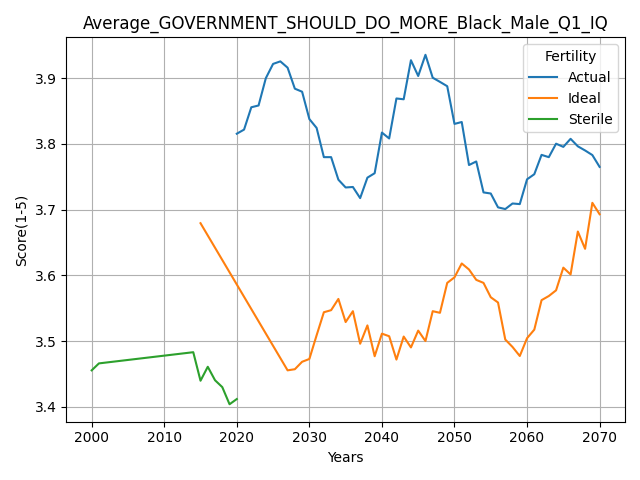 Average_GOVERNMENT_SHOULD_DO_MORE_Black_Male_Q1_IQ
Fertility
Actual
Ideal
Sterile
Score(1-5)
3.9
3.8
3.7
3.6
3.5
3.4
2000 2010 2020 2030 2040 2050 2060 2070
Years